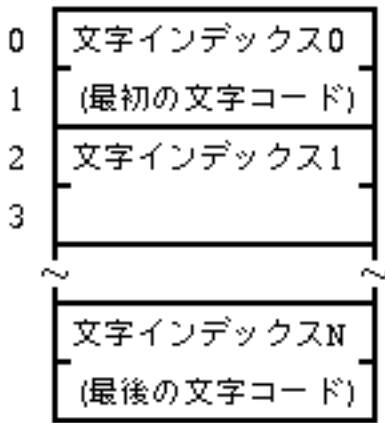 0 文字インデックス0
1 (最初の文字コード)
2 文字インデックス1
3
~ ~
文字インデックスN
(最後の文字コード)